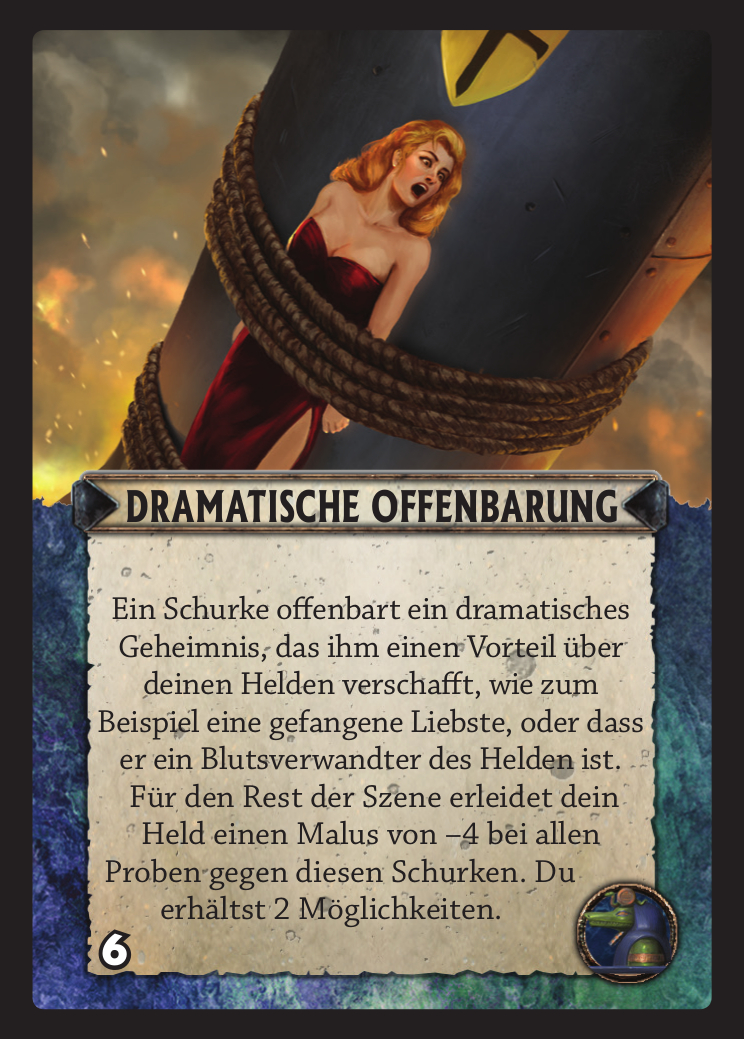 DRAMATISCHE OFFENBARUNG
Ein Schurke offenbart ein dramatisches
Geheimnis, das ihm einen Vorteil über
deinen Helden verschafft, wie zum
Beispiel eine gefangene Liebste, oder dass
er ein Blutsverwandter des Helden ist.
Für den Rest der Szene erleidet dein
Held einen Malus von –4 bei allen
Proben gegen diesen Schurken. Du
erhältst 2 Möglichkeiten.
6